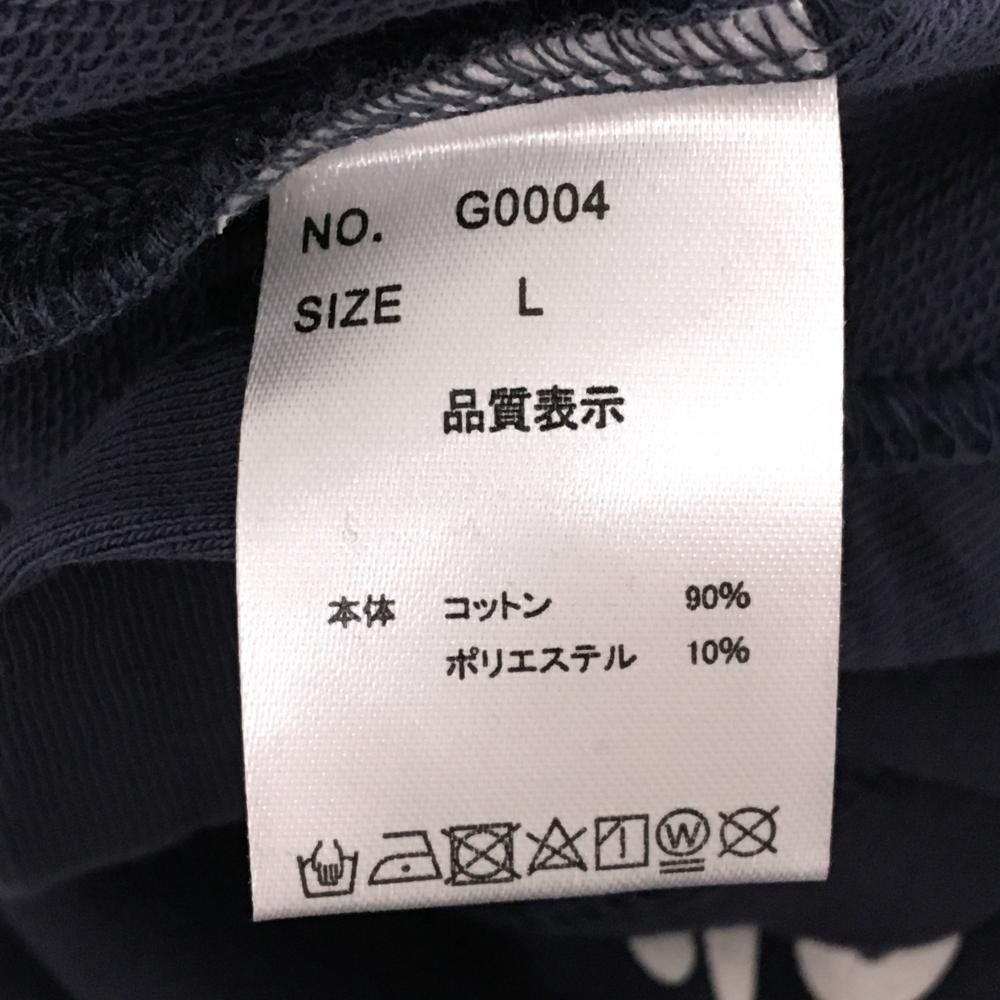 NO. G0004
SIZE L
品質表示
本体 コットン 90%
ポリエステル 10%
W